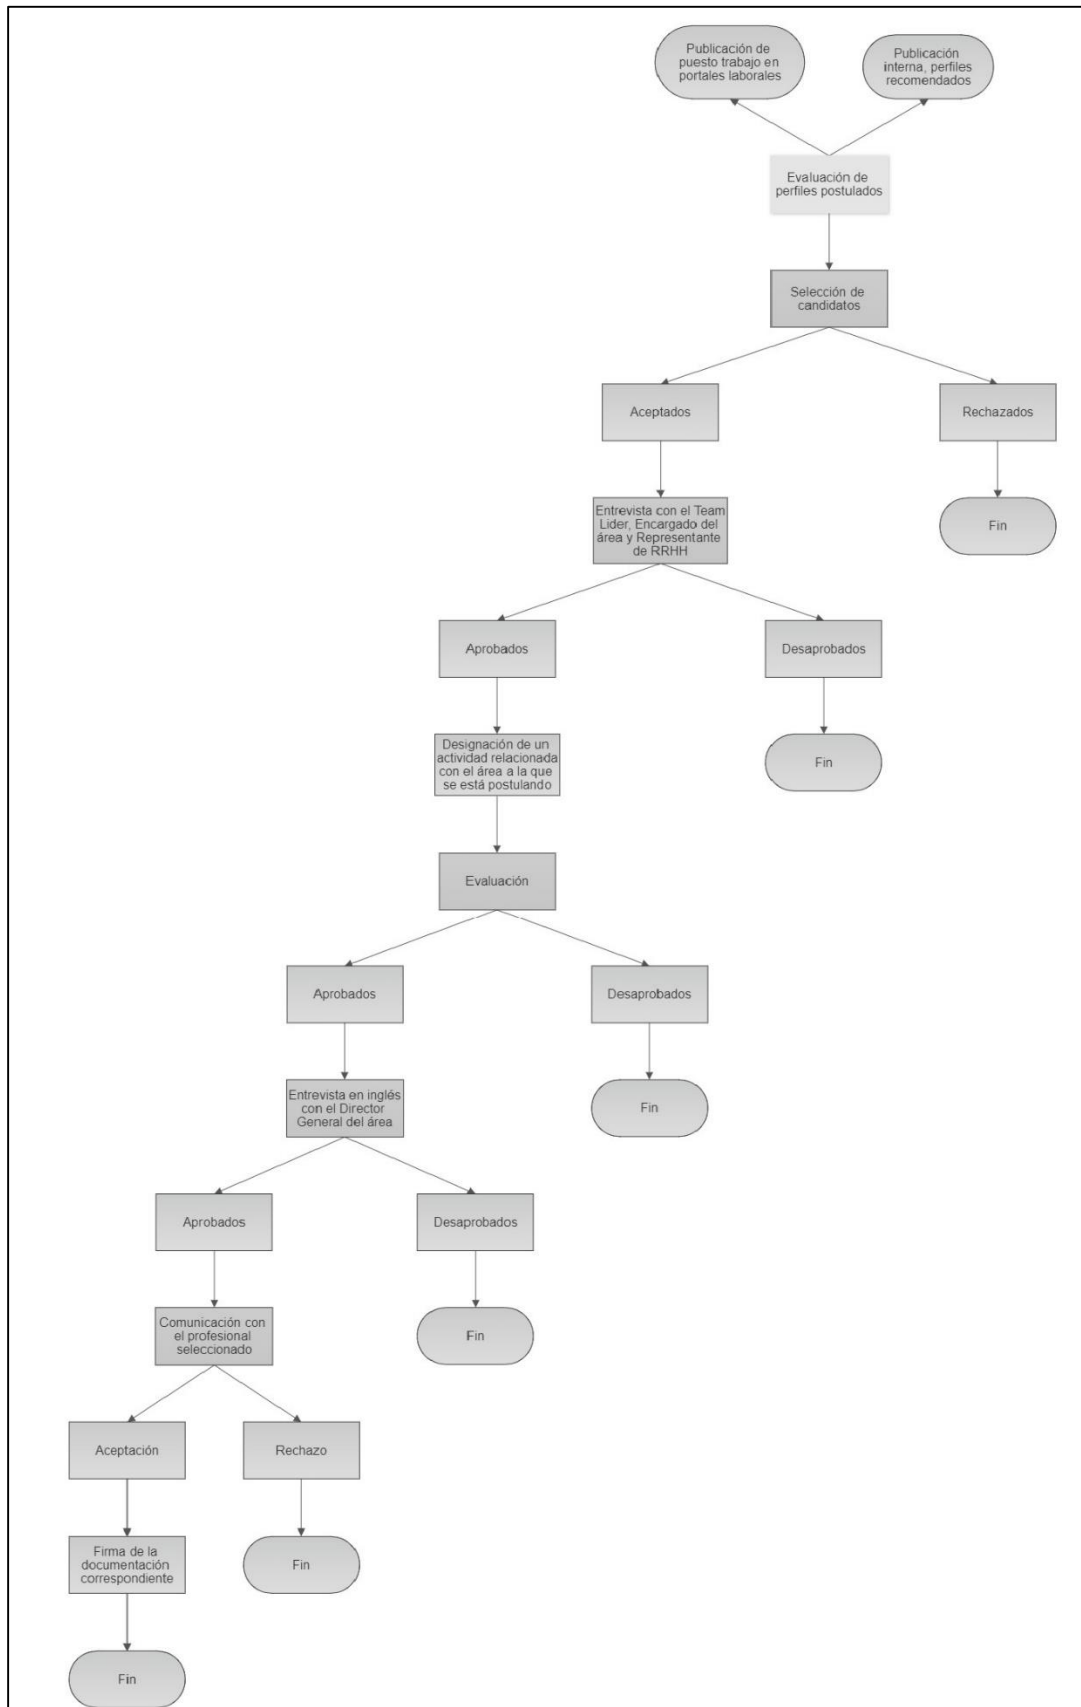 Publicación de
puesto trabajo en
portales laborales
Publicación
interna, perfiles
recomendados
Evaluación de
perfiles postulados
Selección de
candidatos
Aceptados
Rechazados
Entrevista con el Team
Lider, Encargado del
área y Representante
de RRHH
Fin
Aprobados
Desaprobados
Designación de un
actividad relacionada
con el área a la que
se está postulando
Fin
Evaluación
Aprobados
Desaprobados
Entrevista en inglés
con el Director
General del área
Fin
Aprobados
Desaprobados
Comunicación con
el profesional
seleccionado
Fin
Aceptación
Rechazo
Firma de la
documentación
correspondiente
Fin
Fin